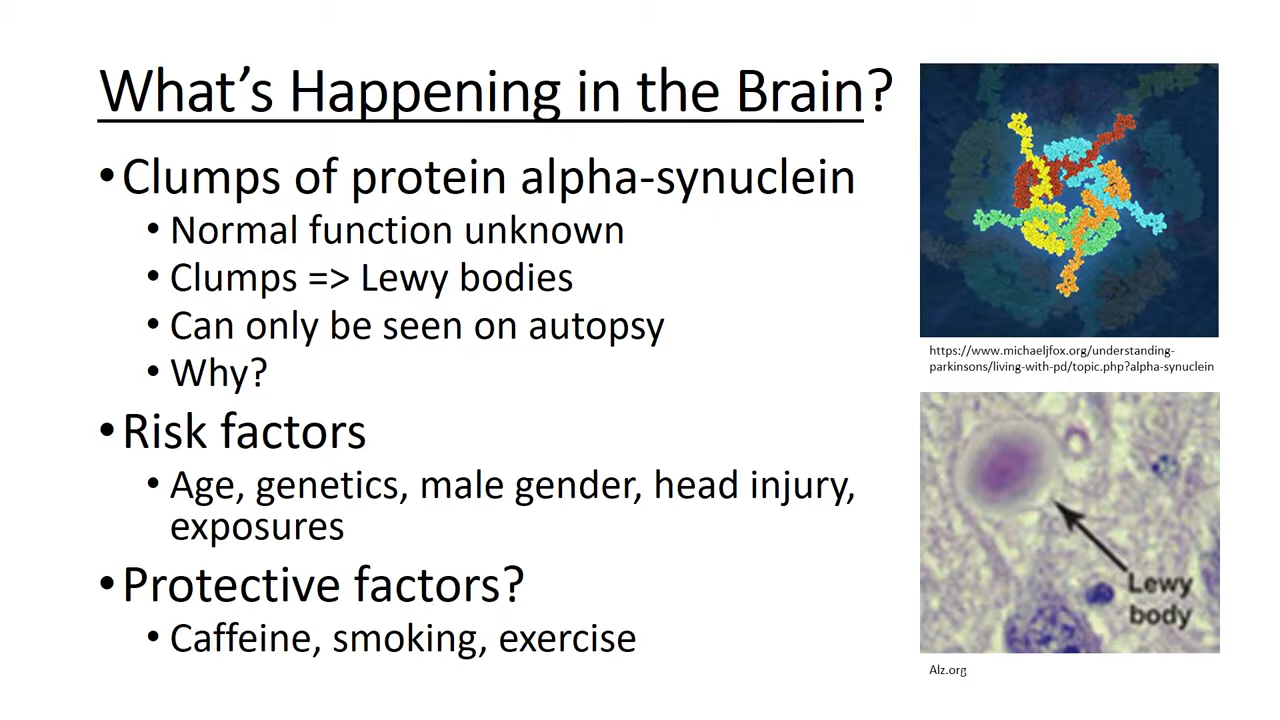 What's Happening in the Brain?
• Clumps of protein alpha-synuclein
• Normal function unknown
• Clumps => Lewy bodies
• Can only be seen on autopsy
• Why?
• Risk factors
• Age, genetics, male gender, head injury,
exposures
• Protective factors?
• Caffeine, smoking, exercise
https://www.michaeljfox.org/understanding-
parkinsons/living-with-pd/topic.php?alpha-synuclein
Lewy
body
Alz.org